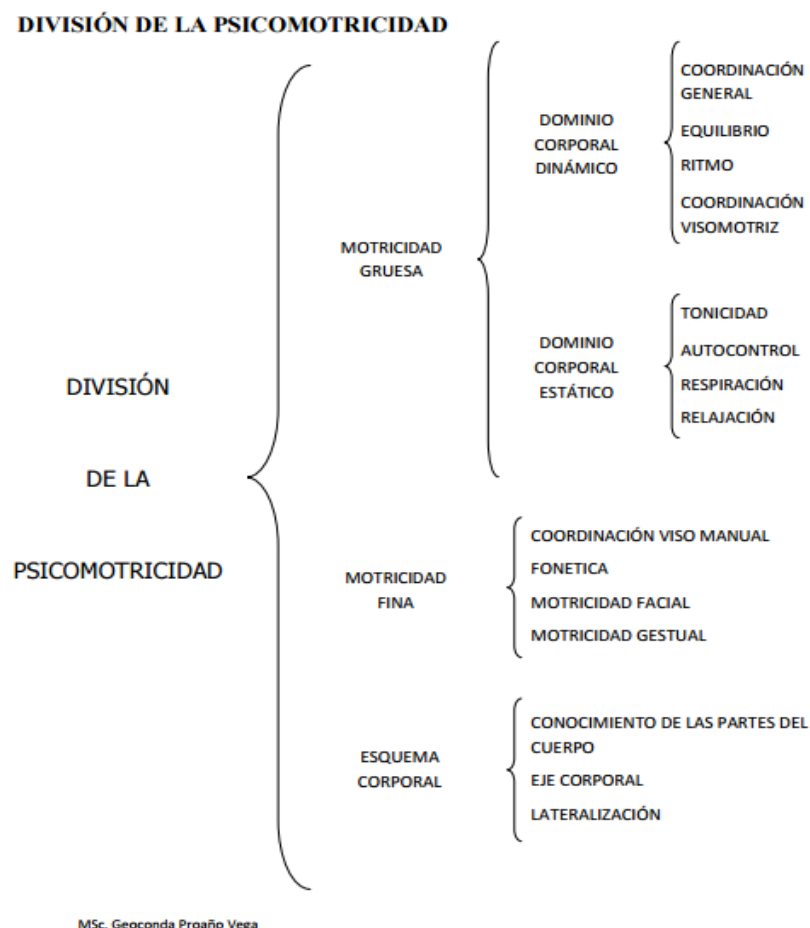 DIVISIÓN DE LA PSICOMOTRICIDAD
DIVISIÓN
DE LA
PSICOMOTRICIDAD
MOTRICIDAD
GRUESA
DOMINIO
CORPORAL
DINÁMICO
COORDINACIÓN
GENERAL
EQUILIBRIO
RITMO
COORDINACIÓN
VISOMOTRIZ
DOMINIO
CORPORAL
ESTÁTICO
TONICIDAD
AUTOCONTROL
RESPIRACIÓN
RELAJACIÓN
MOTRICIDAD
FINA
COORDINACIÓN VISO MANUAL
FONETICA
MOTRICIDAD FACIAL
MOTRICIDAD GESTUAL
ESQUEMA
CORPORAL
CONOCIMIENTO DE LAS PARTES DEL
CUERPO
EJE CORPORAL
LATERALIZACIÓN
MSc. Geoconda Proaño Vega